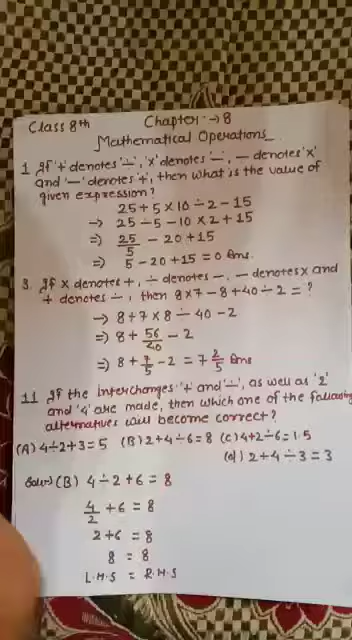 Class 8th Chapter:→8
Mathematical Operations
1 If '+' denotes '÷', 'x' denotes '–', – denotes 'x'
and '–' denotes '+', then what is the value of
given expression?
25+5×10÷2-15
→ 25÷5-10×2+15
⇒ 25/5 - 20+15
⇒ 5-20+15=0 Ans.
3. If x denotes +, ÷ denotes –, – denotes x and
+ denotes ÷, then 8x7-8+40÷2=?
→ 8+7×8÷40-2
⇒ 8+56/40-2
⇒ 8+7/5-2=7 2/5 Ans
11 If the interchanges '+' and '÷', as well as '2'
and '4' are made, then which one of the following
alternatives will become correct?
(A) 4÷2+3=5 (B) 2+4÷6=8 (C) 4+2÷6=1.5
(d) 2+4÷3=3
Soln:) (B) 4÷2+6=8
4/2+6=8
2+6=8
8=8
L.H.S = R.H.S